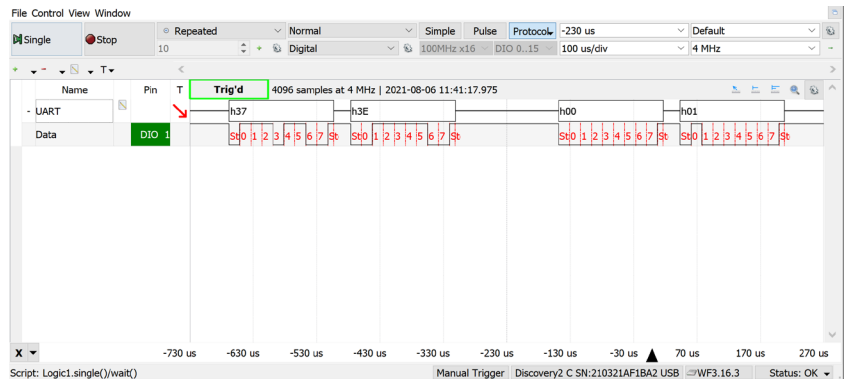 File Control View Window
Single Stop Repeated Normal Simple Pulse Protocol -230 us Default
10 Digital 100MHz x16 DIO 0..15 100 us/div 4 MHz
T
Name Pin T Trig'd 4096 samples at 4 MHz | 2021-08-06 11:41:17.975
- UART h37 h3E h00 h01
Data DIO 1 St 0 1 2 3 4 5 6 7 St St 0 1 2 3 4 5 6 7 St St 0 1 2 3 4 5 6 7 St St 0 1 2 3 4 5 6 7 St
X -730 us -630 us -530 us -430 us -330 us -230 us -130 us -30 us 70 us 170 us 270 us
Script: Logic1.single()/wait() Manual Trigger Discovery2 C SN:210321AF1BA2 USB WF3.16.3 Status: OK